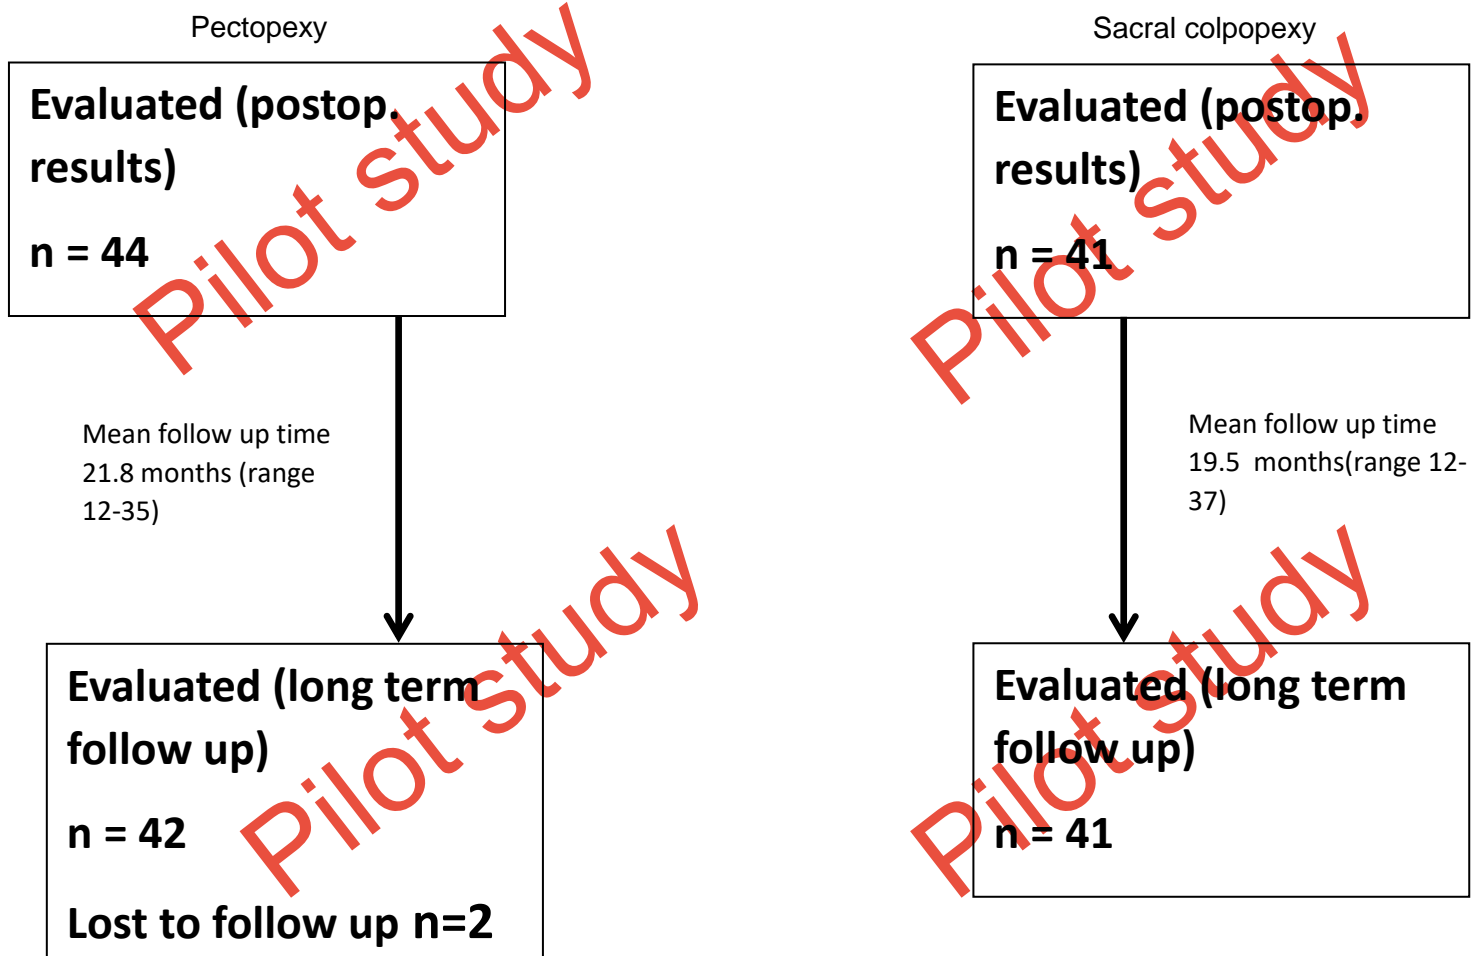 Pectopexy
Evaluated (postop.
results)
n = 44
Pilot study
Mean follow up time
21.8 months (range
12-35)
Evaluated (long term
follow up)
n = 42
Lost to follow up n=2
Pilot study
Sacral colpopexy
Evaluated (postop.
results)
n = 41
Pilot study
Mean follow up time
19.5 months(range 12-
37)
Evaluated (long term
follow up)
n = 41
Pilot study